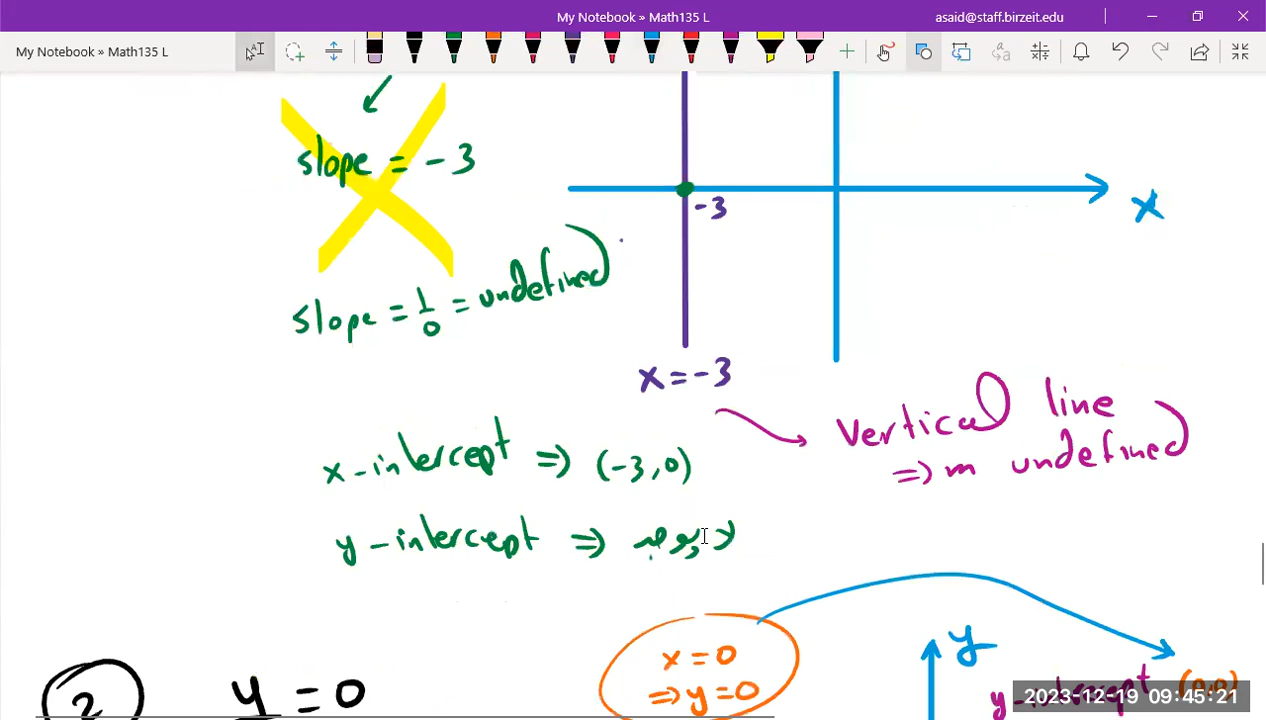 My Notebook » Math135 L
asaid@staff.birzeit.edu
My Notebook » Math135 L
slope = -3
-3
x
slope = 1/0 = undefined
x = -3
vertical line
⇒ m undefined
x-intercept ⇒ (-3,0)
y-intercept ⇒ لا يوجد
x = 0
⇒ y = 0
y
y-intercept (0,0)
2
y = 0
2023-12-19 09:45:21